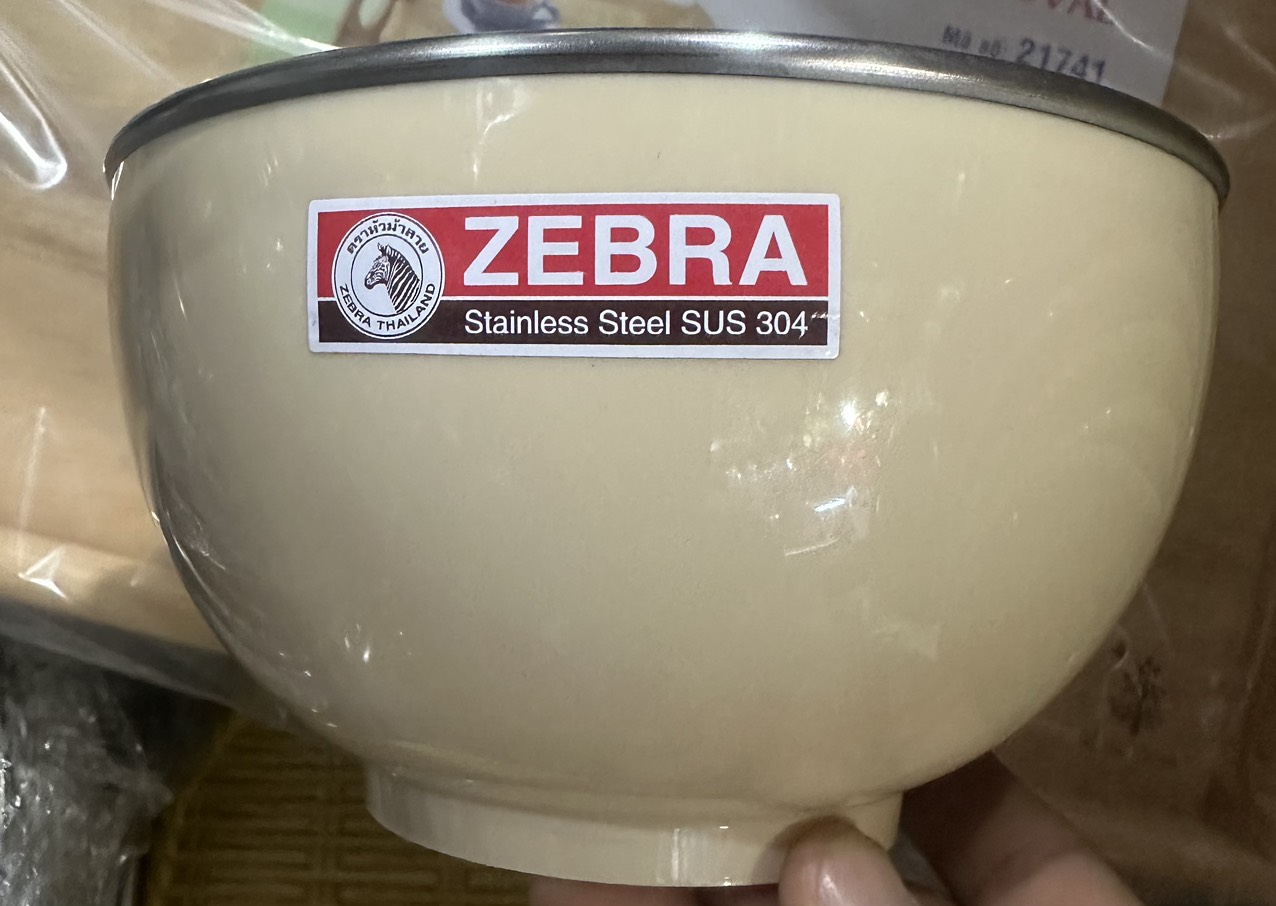 OVAL
Mã số: 21741
ตราหัวม้าลาย
ZEBRA THAILAND
ZEBRA
Stainless Steel SUS 304